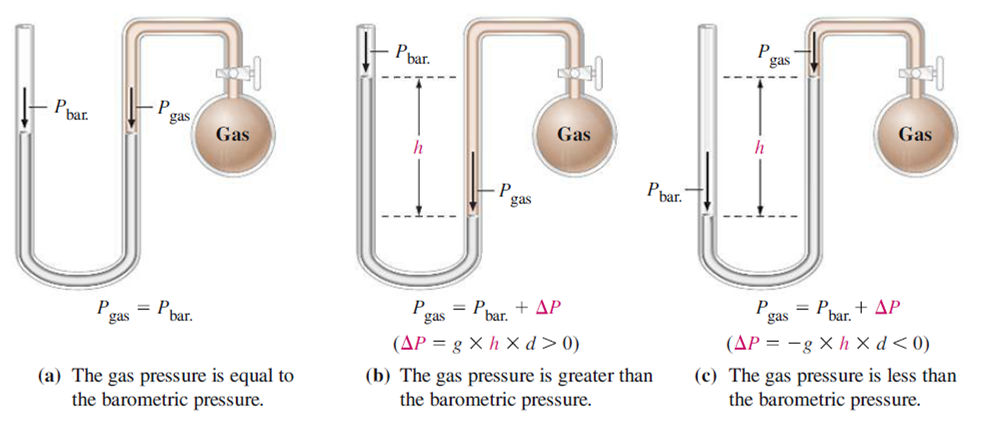 P bar.
P gas
Gas
P gas = P bar.
(a) The gas pressure is equal to
the barometric pressure.
P bar.
h
P gas
Gas
P gas = P bar. + ΔP
(ΔP = g × h × d > 0)
(b) The gas pressure is greater than
the barometric pressure.
P gas
h
P bar.
Gas
P gas = P bar. + ΔP
(ΔP = −g × h × d < 0)
(c) The gas pressure is less than
the barometric pressure.